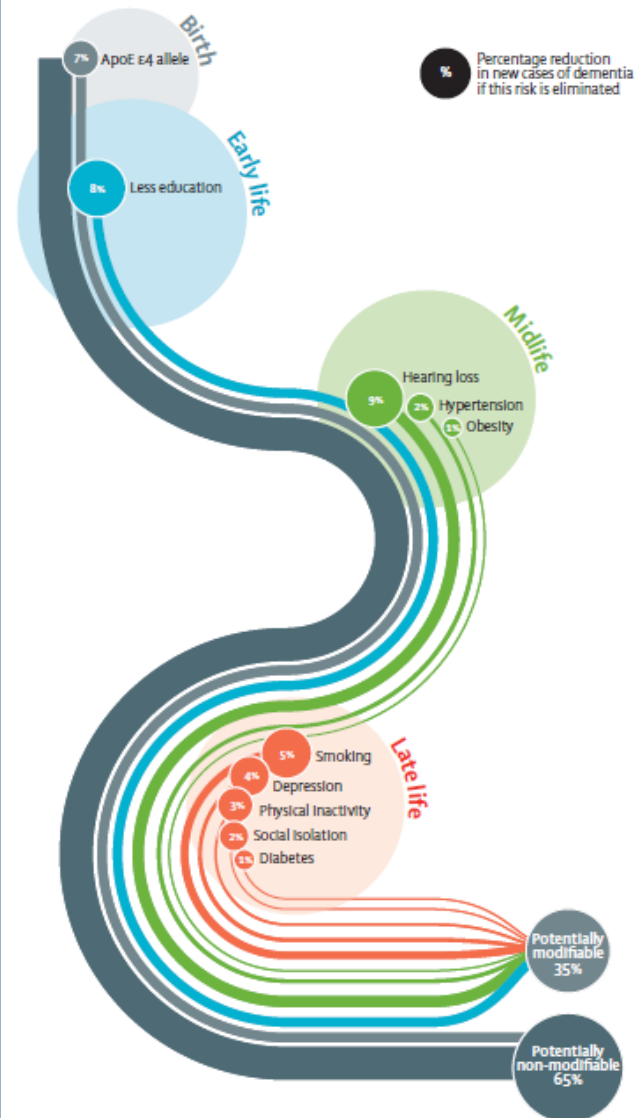 Birth
7%
ApoE ε4 allele
%
Percentage reduction
in new cases of dementia
if this risk is eliminated
Early life
8%
Less education
Midlife
Hearing loss
9%
2%
Hypertension
1%
Obesity
Late life
5%
Smoking
4%
Depression
3%
Physical inactivity
2%
Social isolation
1%
Diabetes
Potentially
modifiable
35%
Potentially
non-modifiable
65%